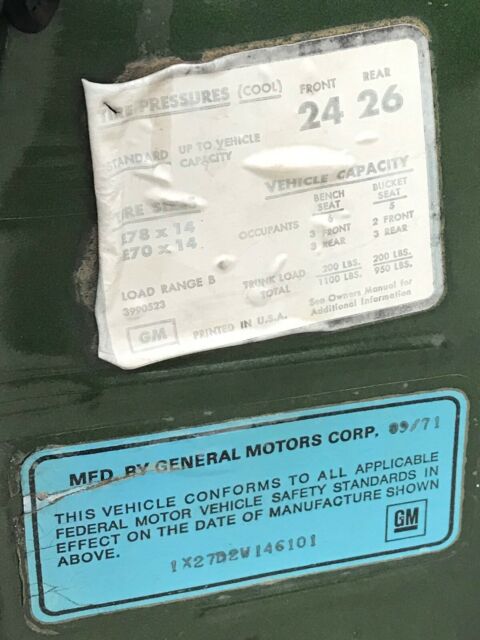 TIRE PRESSURES (COOL) FRONT REAR
24 26
STANDARD UP TO VEHICLE
CAPACITY
VEHICLE CAPACITY
BENCH SEAT BUCKET SEAT
6 5
OCCUPANTS 3 FRONT 2 FRONT
3 REAR 3 REAR
TIRE
E78 x 14
E70 x 14
LOAD RANGE B
3990523
TRUNK LOAD 200 LBS. 200 LBS.
TOTAL 1100 LBS. 950 LBS.
See Owners Manual for
Additional Information
GM PRINTED IN U.S.A.
MFD. BY GENERAL MOTORS CORP. 09/71
THIS VEHICLE CONFORMS TO ALL APPLICABLE
FEDERAL MOTOR VEHICLE SAFETY STANDARDS IN
EFFECT ON THE DATE OF MANUFACTURE SHOWN
ABOVE.
1X27D2W146101
GM